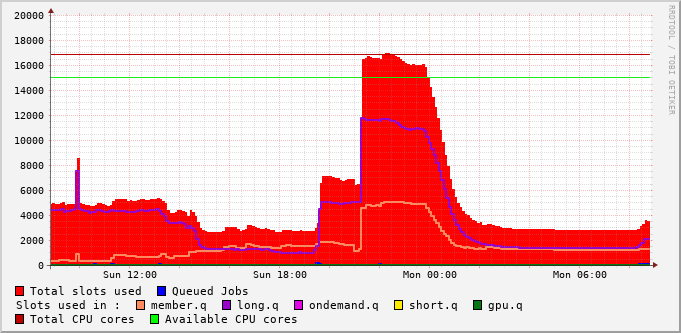 20000
18000
16000
14000
12000
10000
8000
6000
4000
2000
0
Sun 12:00 Sun 18:00 Mon 00:00 Mon 06:00
RRDTOOL / TOBI OETIKER
Total slots used Queued Jobs
Slots used in : member.q long.q ondemand.q short.q gpu.q
Total CPU cores Available CPU cores